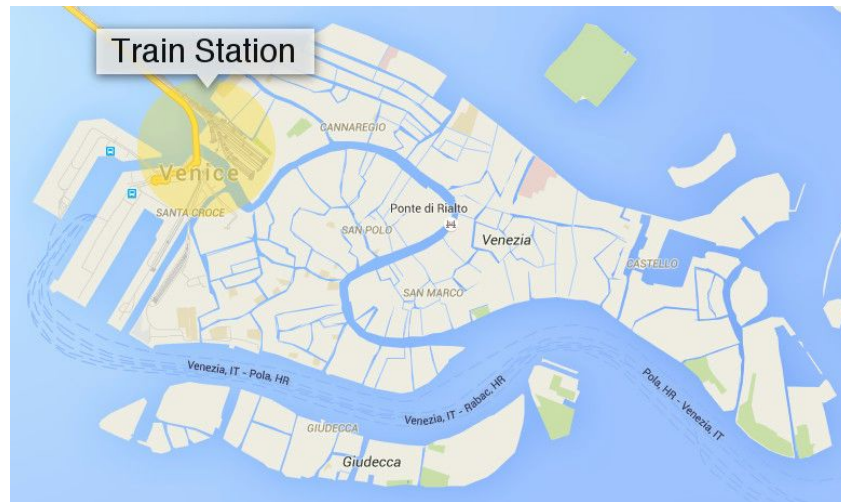 Train Station
CANNAREGIO
Venice
Ponte di Rialto
SANTA CROCE
SAN POLO
Venezia
CASTELLO
SAN MARCO
Venezia, IT - Pola, HR
Venezia, IT - Rabac, HR
Pola, HR - Venezia, IT
GIUDECCA
Giudecca